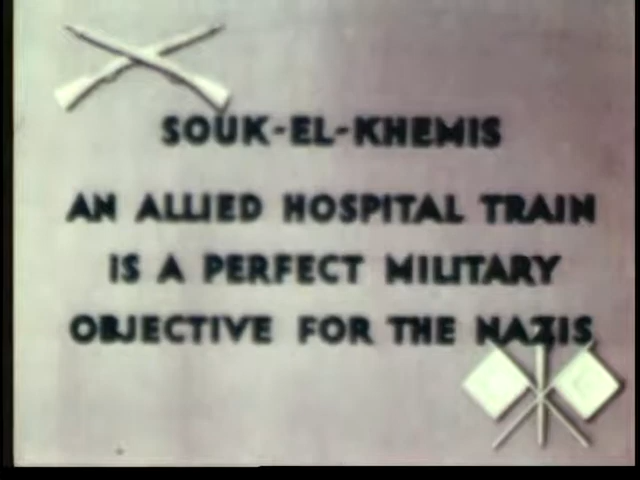 SOUK-EL-KHEMIS
AN ALLIED HOSPITAL TRAIN
IS A PERFECT MILITARY
OBJECTIVE FOR THE NAZIS